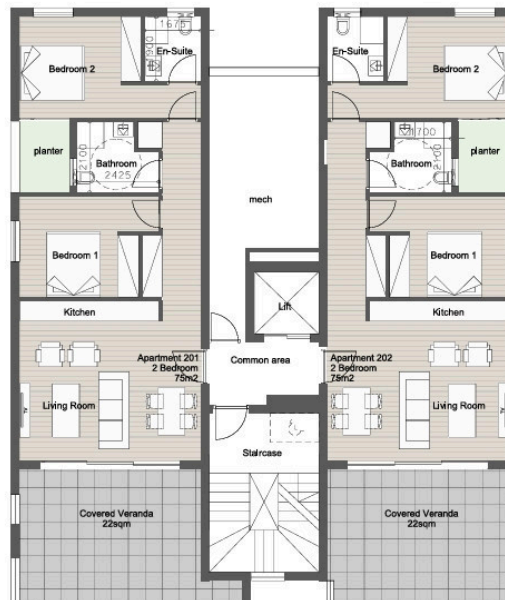 1675
900
En-Suite
En-Suite
Bedroom 2
Bedroom 2
planter
2100
Bathroom
2425
1700
2100
Bathroom
planter
mech
Bedroom 1
Bedroom 1
Lift
Kitchen
Kitchen
Apartment 201
2 Bedroom
75m2
Common area
Apartment 202
2 Bedroom
75m2
Living Room
Living Room
Staircase
Covered Veranda
22sqm
Covered Veranda
22sqm